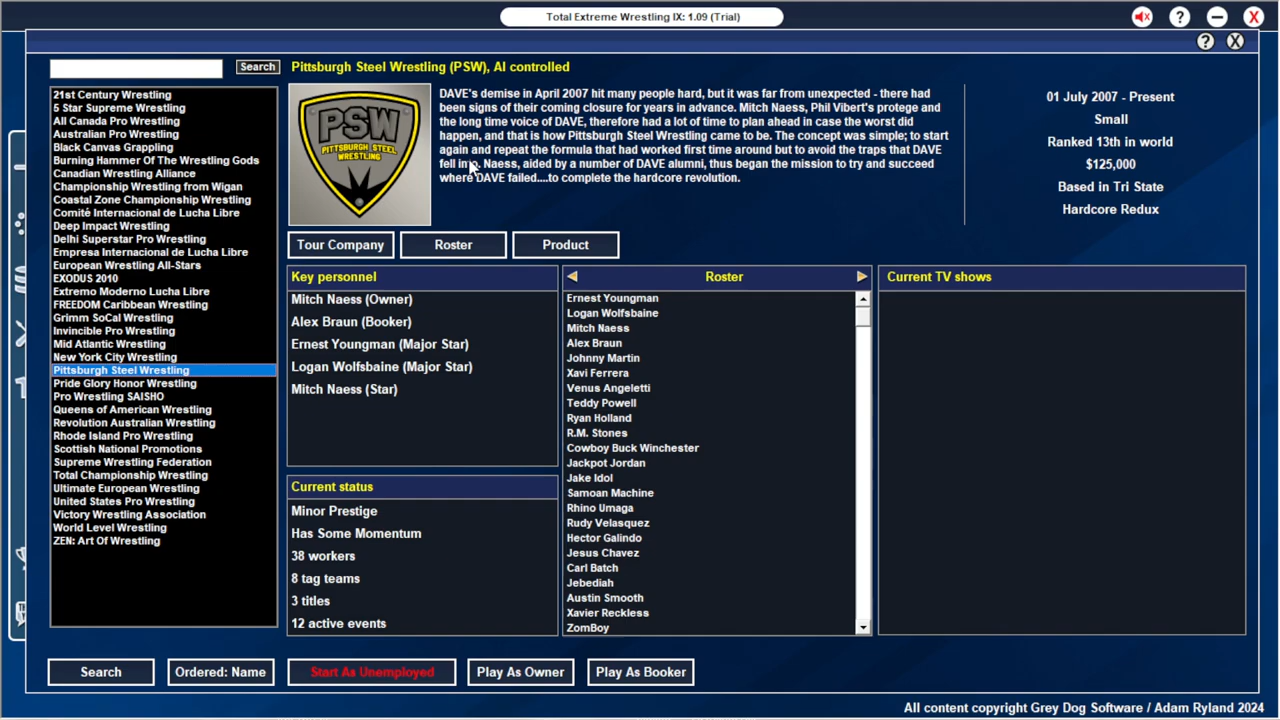 Total Extreme Wrestling IX: 1.09 (Trial)
?
X
?
X
Search
Pittsburgh Steel Wrestling (PSW), AI controlled
21st Century Wrestling
5 Star Supreme Wrestling
All Canada Pro Wrestling
Australian Pro Wrestling
Black Canvas Grappling
Burning Hammer Of The Wrestling Gods
Canadian Wrestling Alliance
Championship Wrestling from Wigan
Coastal Zone Championship Wrestling
Comité Internacional de Lucha Libre
Deep Impact Wrestling
Delhi Superstar Pro Wrestling
Empresa Internacional de Lucha Libre
European Wrestling All-Stars
EXODUS 2010
Extremo Moderno Lucha Libre
FREEDOM Caribbean Wrestling
Grimm SoCal Wrestling
Invincible Pro Wrestling
Mid Atlantic Wrestling
New York City Wrestling
Pittsburgh Steel Wrestling
Pride Glory Honor Wrestling
Pro Wrestling SAISHO
Queens of American Wrestling
Revolution Australian Wrestling
Rhode Island Pro Wrestling
Scottish National Promotions
Supreme Wrestling Federation
Total Championship Wrestling
Ultimate European Wrestling
United States Pro Wrestling
Victory Wrestling Association
World Level Wrestling
ZEN: Art Of Wrestling
PSW
PITTSBURGH STEEL
WRESTLING
DAVE's demise in April 2007 hit many people hard, but it was far from unexpected - there had
been signs of their coming closure for years in advance. Mitch Naess, Phil Vibert's protege and
the long time voice of DAVE, therefore had a lot of time to plan ahead in case the worst did
happen, and that is how Pittsburgh Steel Wrestling came to be. The concept was simple; to start
again and repeat the formula that had worked first time around but to avoid the traps that DAVE
fell into. Naess, aided by a number of DAVE alumni, thus began the mission to try and succeed
where DAVE failed....to complete the hardcore revolution.
01 July 2007 - Present
Small
Ranked 13th in world
$125,000
Based in Tri State
Hardcore Redux
Tour Company
Roster
Product
Key personnel
Mitch Naess (Owner)
Alex Braun (Booker)
Ernest Youngman (Major Star)
Logan Wolfsbaine (Major Star)
Mitch Naess (Star)
Current status
Minor Prestige
Has Some Momentum
38 workers
8 tag teams
3 titles
12 active events
Roster
Ernest Youngman
Logan Wolfsbaine
Mitch Naess
Alex Braun
Johnny Martin
Xavi Ferrera
Venus Angeletti
Teddy Powell
Ryan Holland
R.M. Stones
Cowboy Buck Winchester
Jackpot Jordan
Jake Idol
Samoan Machine
Rhino Umaga
Rudy Velasquez
Hector Galindo
Jesus Chavez
Carl Batch
Jebediah
Austin Smooth
Xavier Reckless
ZomBoy
Current TV shows
Search
Ordered: Name
Start As Unemployed
Play As Owner
Play As Booker
All content copyright Grey Dog Software / Adam Ryland 2024